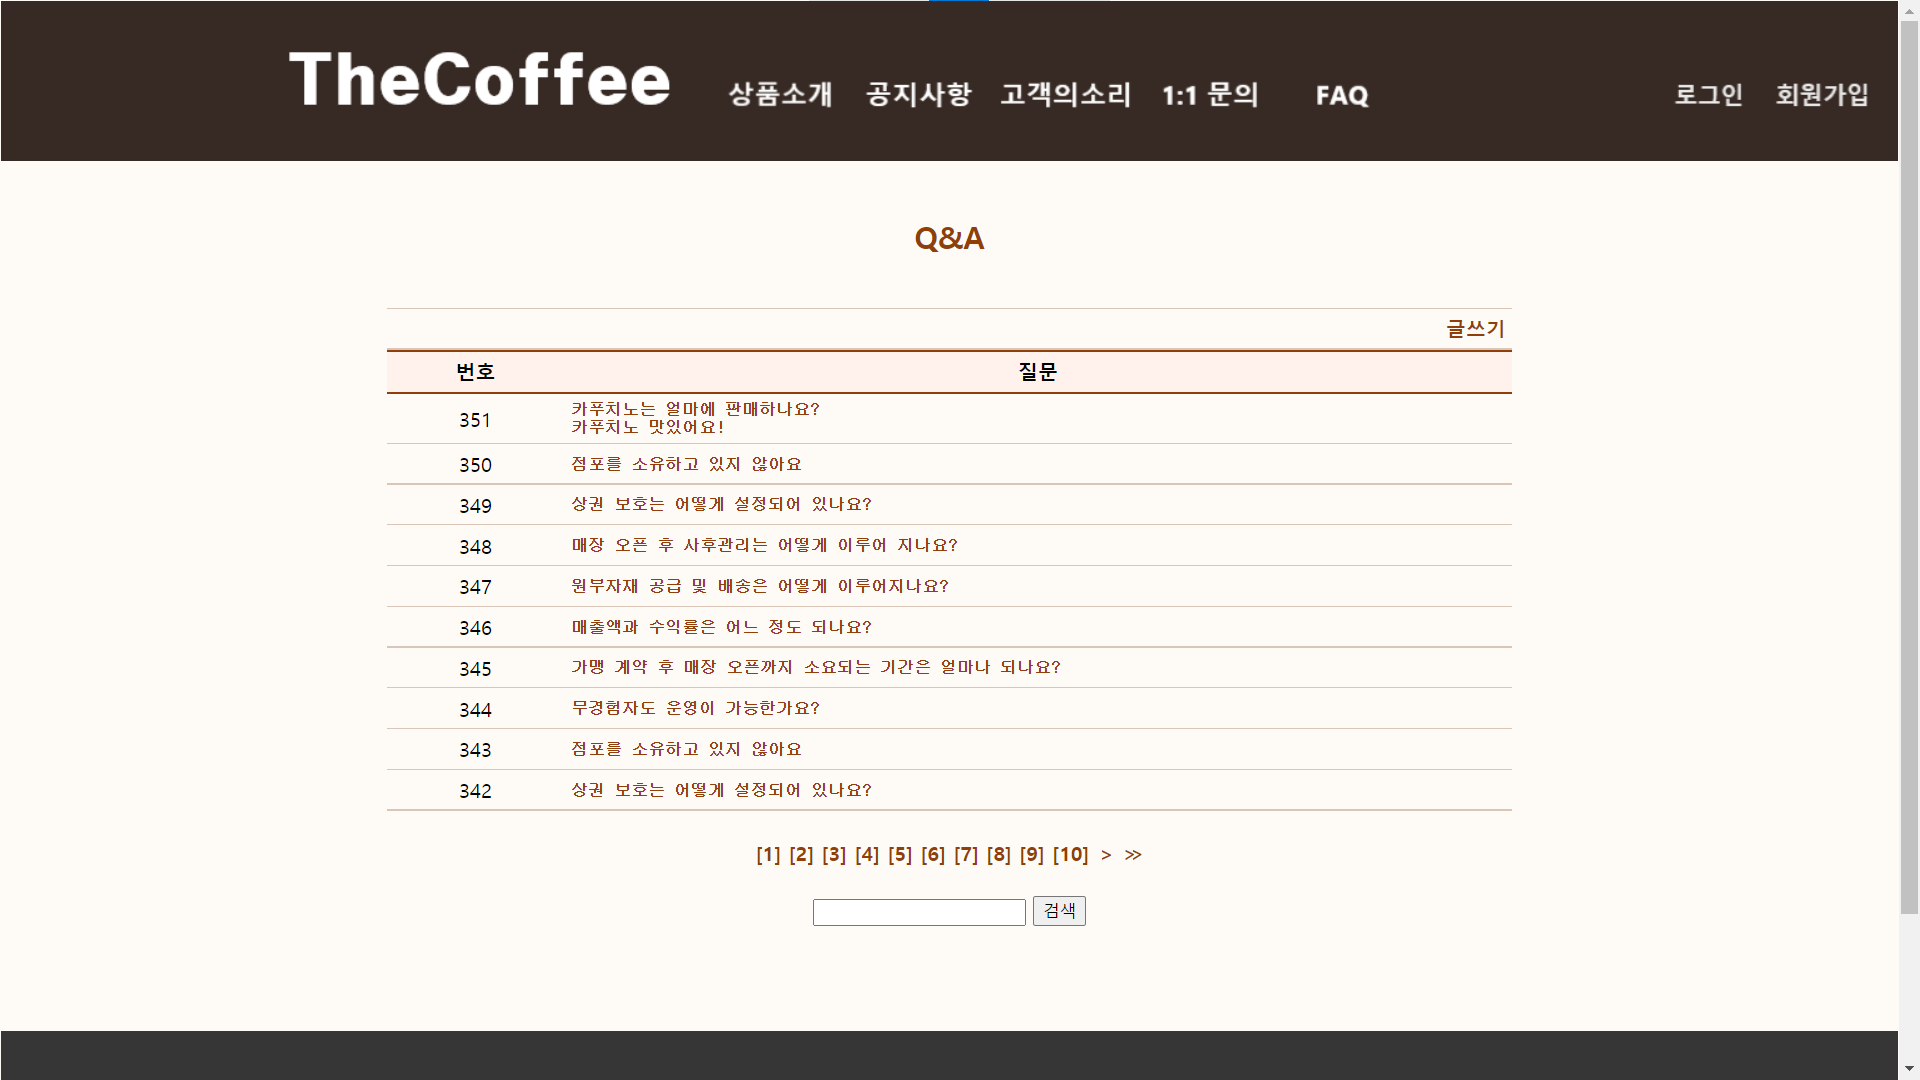 TheCoffee 상품소개 공지사항 고객의소리 1:1 문의 FAQ 로그인 회원가입
Q&A
글쓰기
번호 질문
351 카푸치노는 얼마에 판매하나요?
카푸치노 맛있어요!
350 점포를 소유하고 있지 않아요
349 상권 보호는 어떻게 설정되어 있나요?
348 매장 오픈 후 사후관리는 어떻게 이루어 지나요?
347 원부자재 공급 및 배송은 어떻게 이루어지나요?
346 매출액과 수익률은 어느 정도 되나요?
345 가맹 계약 후 매장 오픈까지 소요되는 기간은 얼마나 되나요?
344 무경험자도 운영이 가능한가요?
343 점포를 소유하고 있지 않아요
342 상권 보호는 어떻게 설정되어 있나요?
[1] [2] [3] [4] [5] [6] [7] [8] [9] [10] > ≫
검색